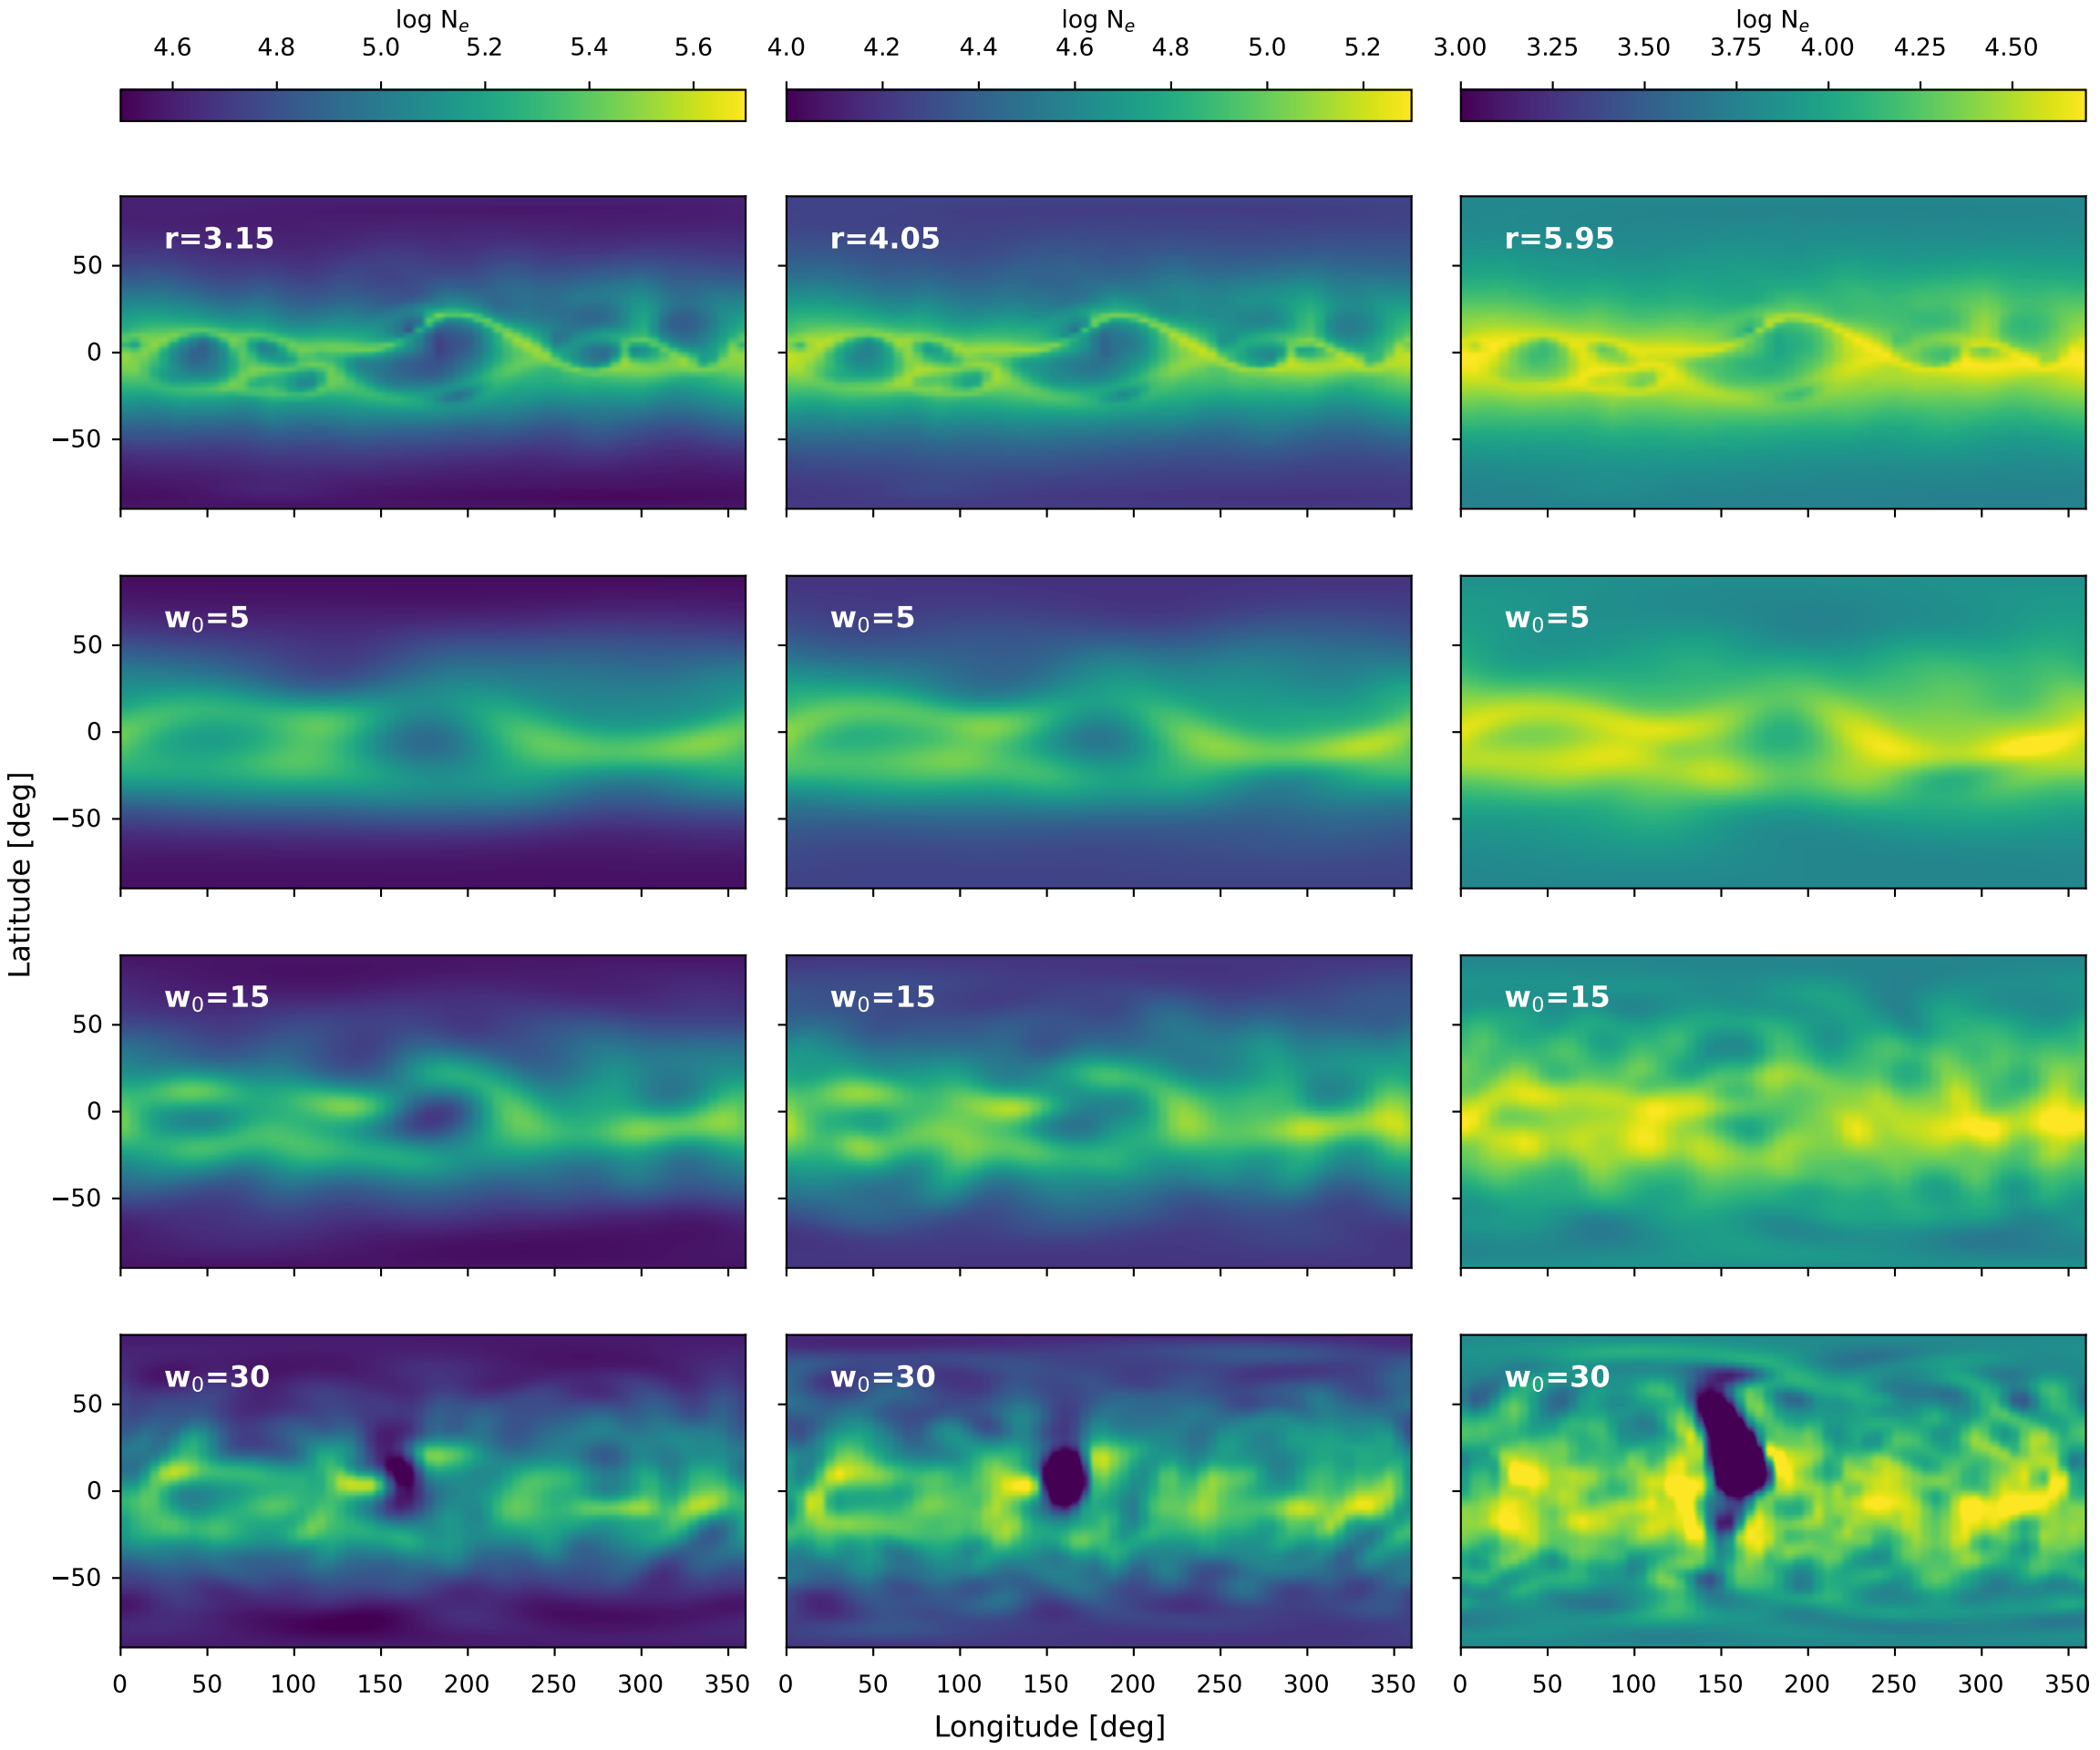 log Nₑ log Nₑ log Nₑ
4.6 4.8 5.0 5.2 5.4 5.6 4.0 4.2 4.4 4.6 4.8 5.0 5.2 3.00 3.25 3.50 3.75 4.00 4.25 4.50
r=3.15 r=4.05 r=5.95
50
0
−50
w₀=5 w₀=5 w₀=5
50
0
−50
Latitude [deg]
w₀=15 w₀=15 w₀=15
50
0
−50
w₀=30 w₀=30 w₀=30
50
0
−50
0 50 100 150 200 250 300 350 0 50 100 150 200 250 300 350 0 50 100 150 200 250 300 350
Longitude [deg]